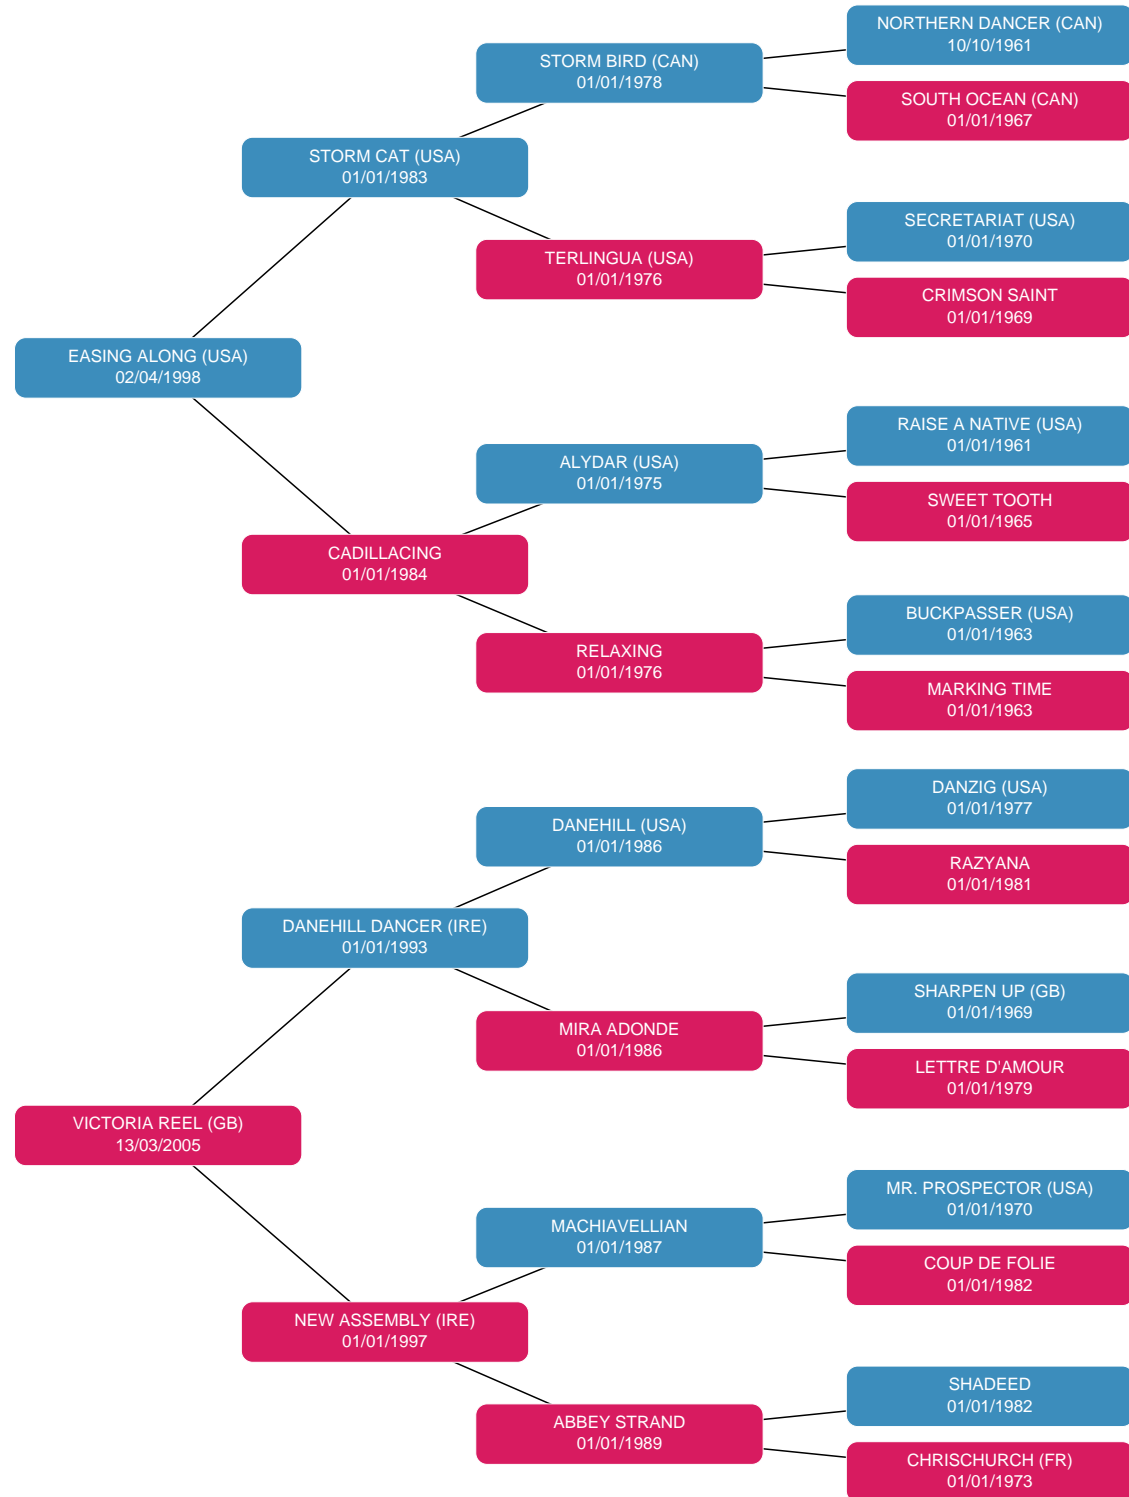 NORTHERN DANCER (CAN)
10/10/1961
STORM BIRD (CAN)
01/01/1978
SOUTH OCEAN (CAN)
01/01/1967
STORM CAT (USA)
01/01/1983
SECRETARIAT (USA)
01/01/1970
TERLINGUA (USA)
01/01/1976
CRIMSON SAINT
01/01/1969
EASING ALONG (USA)
02/04/1998
RAISE A NATIVE (USA)
01/01/1961
ALYDAR (USA)
01/01/1975
SWEET TOOTH
01/01/1965
CADILLACING
01/01/1984
BUCKPASSER (USA)
01/01/1963
RELAXING
01/01/1976
MARKING TIME
01/01/1963
DANZIG (USA)
01/01/1977
DANEHILL (USA)
01/01/1986
RAZYANA
01/01/1981
DANEHILL DANCER (IRE)
01/01/1993
SHARPEN UP (GB)
01/01/1969
MIRA ADONDE
01/01/1986
LETTRE D'AMOUR
01/01/1979
VICTORIA REEL (GB)
13/03/2005
MR. PROSPECTOR (USA)
01/01/1970
MACHIAVELLIAN
01/01/1987
COUP DE FOLIE
01/01/1982
NEW ASSEMBLY (IRE)
01/01/1997
SHADEED
01/01/1982
ABBEY STRAND
01/01/1989
CHRISCHURCH (FR)
01/01/1973